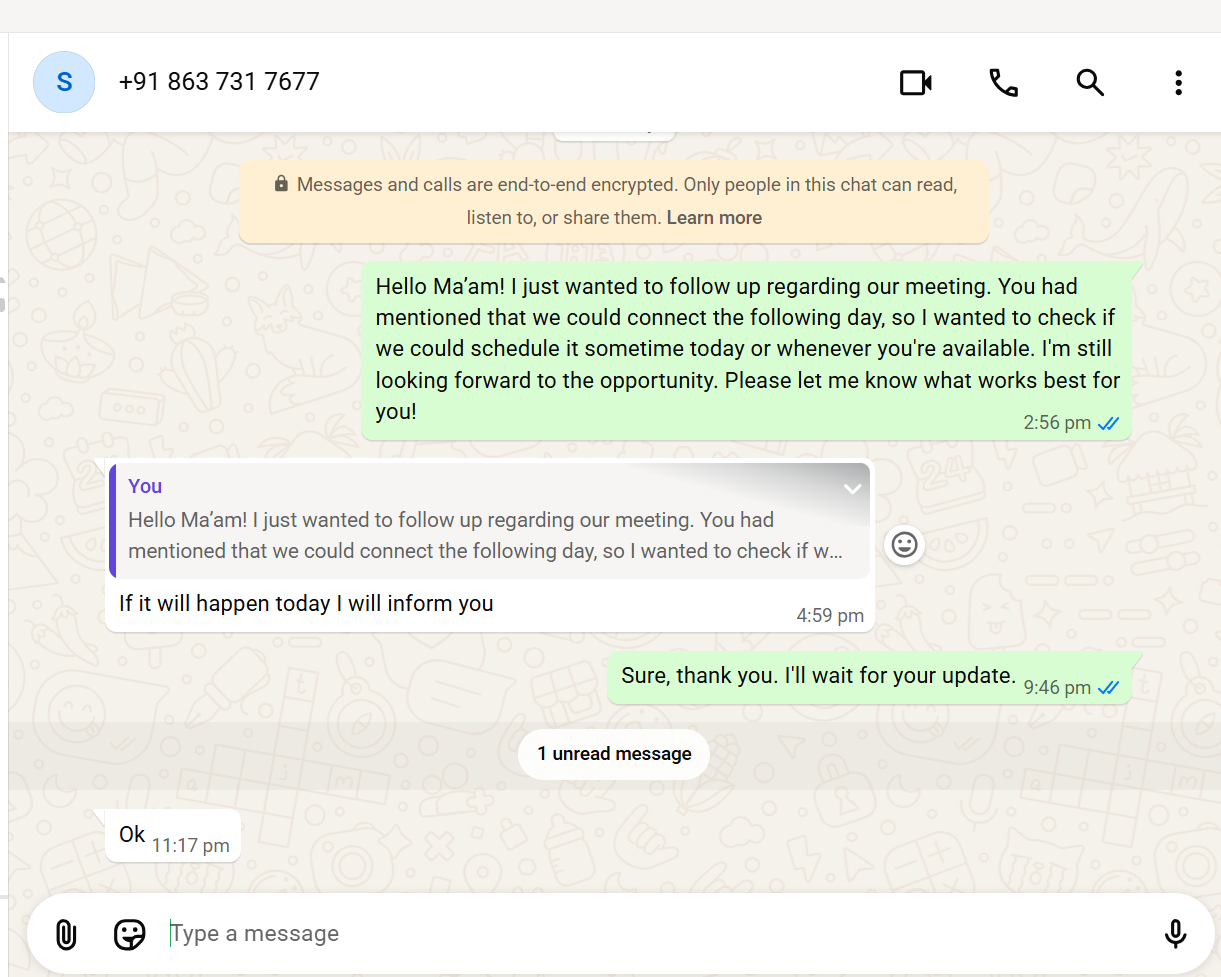 S
+91 863 731 7677
Messages and calls are end-to-end encrypted. Only people in this chat can read,
listen to, or share them. Learn more
Hello Ma’am! I just wanted to follow up regarding our meeting. You had
mentioned that we could connect the following day, so I wanted to check if
we could schedule it sometime today or whenever you're available. I'm still
looking forward to the opportunity. Please let me know what works best for
you!
2:56 pm
You
Hello Ma’am! I just wanted to follow up regarding our meeting. You had
mentioned that we could connect the following day, so I wanted to check if w...
If it will happen today I will inform you
4:59 pm
Sure, thank you. I'll wait for your update.
9:46 pm
1 unread message
Ok
11:17 pm
Type a message